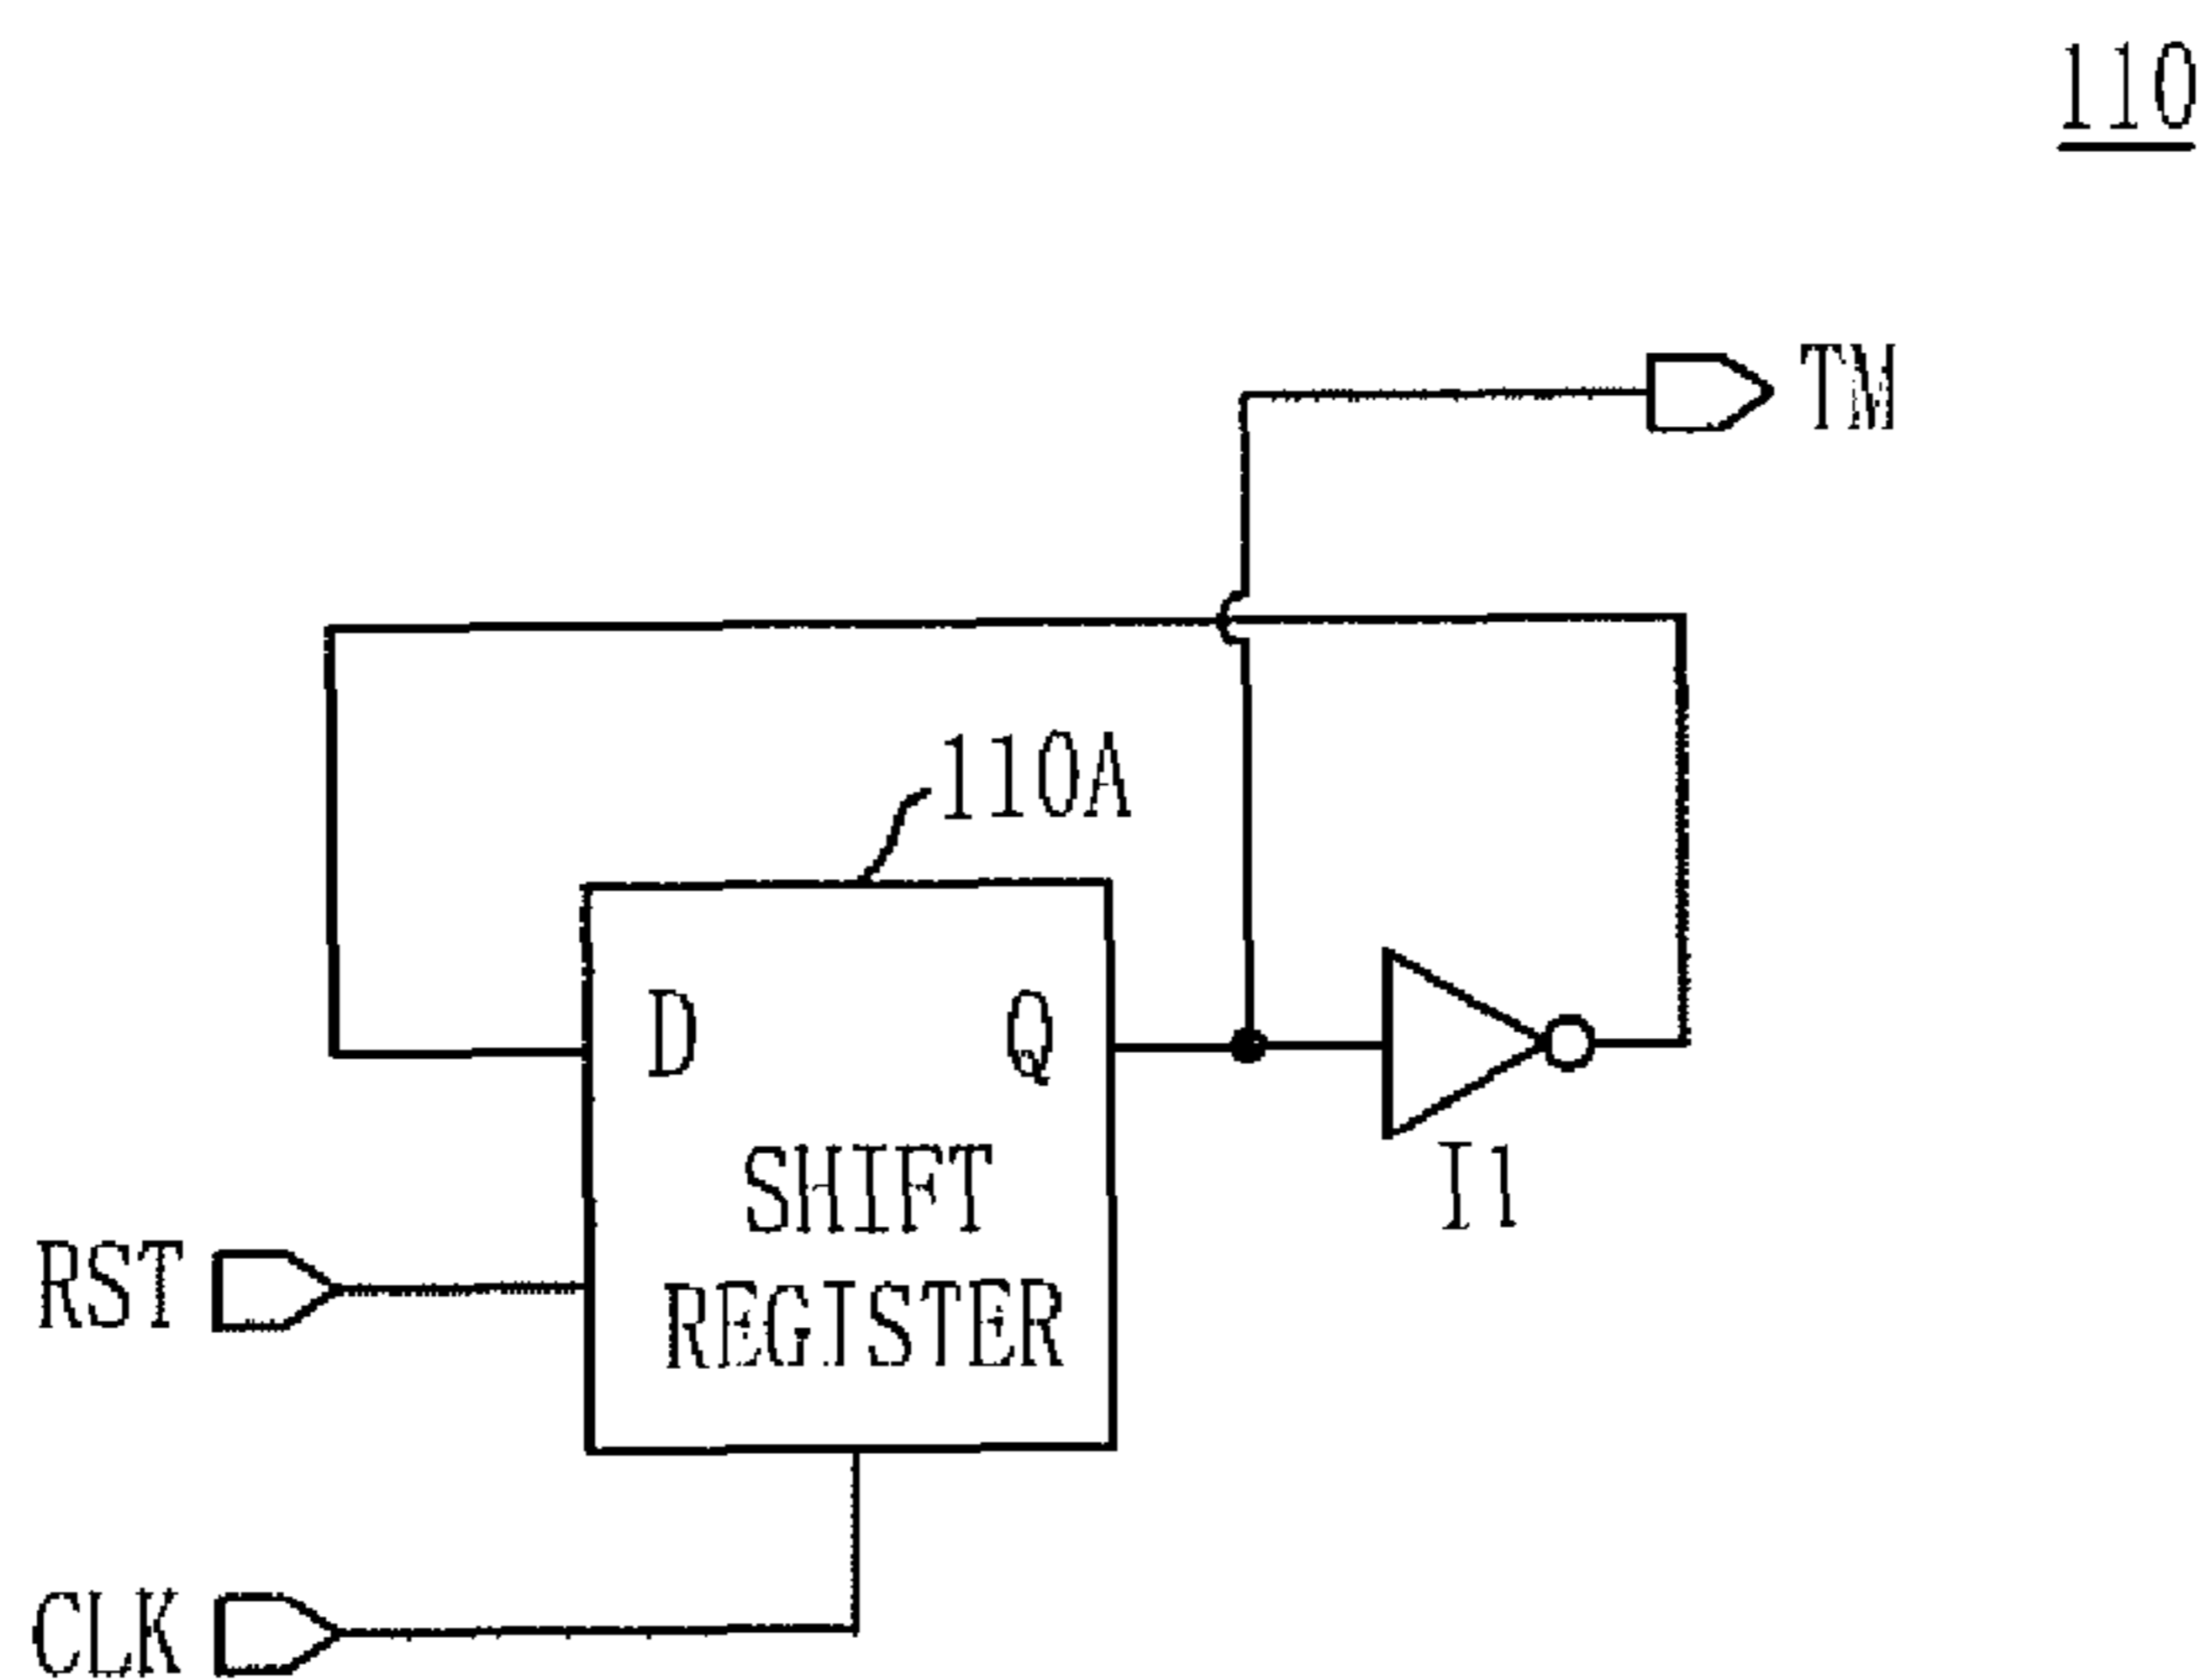 110
TM
110A
D
Q
SHIFT
REGISTER
I1
RST
CLK